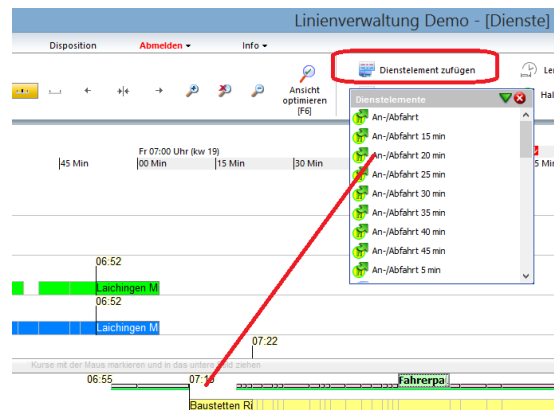 Linienverwaltung Demo - [Dienste]
Disposition Abmelden Info
Dienstelement zufügen
Ansicht
optimieren
[F6]
Dienstelemente
An-/Abfahrt
An-/Abfahrt 15 min
An-/Abfahrt 20 min
An-/Abfahrt 25 min
An-/Abfahrt 30 min
An-/Abfahrt 35 min
An-/Abfahrt 40 min
An-/Abfahrt 45 min
An-/Abfahrt 5 min
Fr 07:00 Uhr (kw 19)
45 Min 00 Min 15 Min 30 Min
06:52
Laichingen M
06:52
Laichingen M
07:22
Kurse mit der Maus markieren und in das untere Feld ziehen
06:55 Fahrerpa
Baustetten Ri